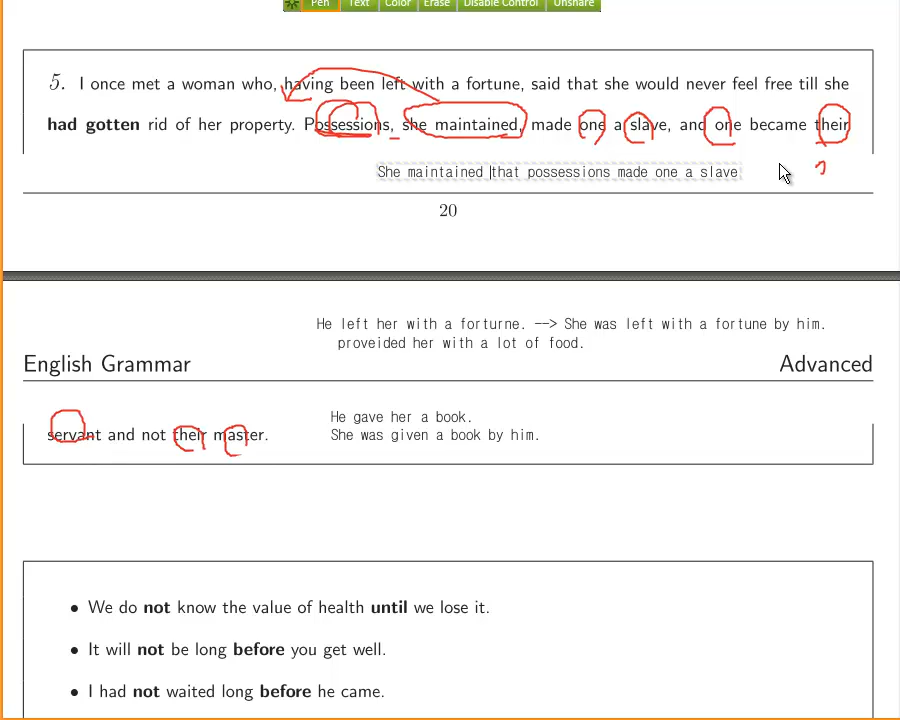 Pen Text Color Erase Disable Control Unshare
5. I once met a woman who, having been left with a fortune, said that she would never feel free till she
had gotten rid of her property. Possessions, she maintained, made one a slave, and one became their
She maintained that possessions made one a slave
20
He left her with a forturne. --> She was left with a fortune by him.
proveided her with a lot of food.
English Grammar Advanced
He gave her a book.
servant and not their master.
She was given a book by him.
• We do not know the value of health until we lose it.
• It will not be long before you get well.
• I had not waited long before he came.